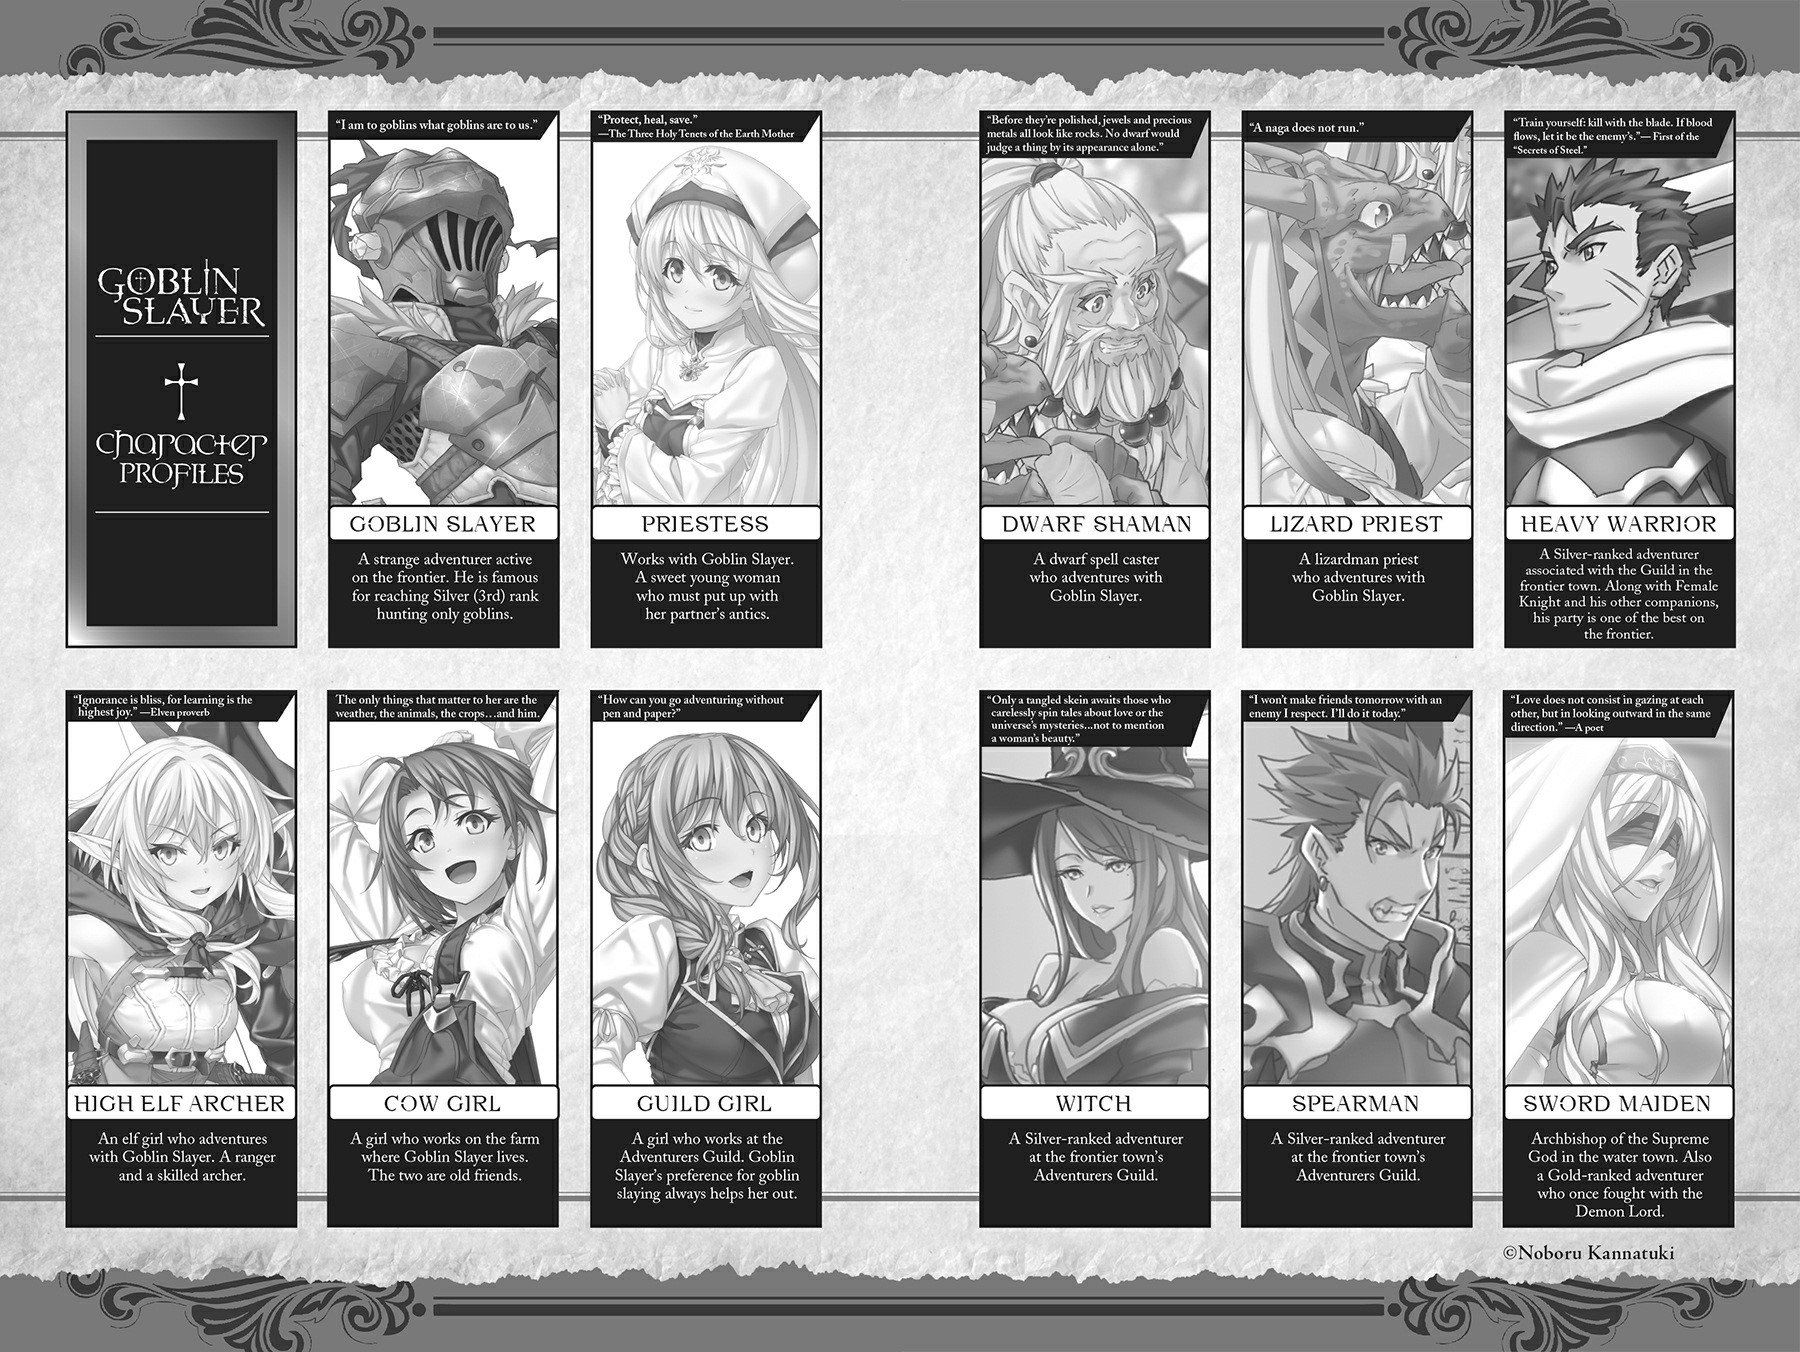 GOBLIN
SLAYER
Character
PROFILES
"I am to goblins what goblins are to us."
GOBLIN SLAYER
A strange adventurer active
on the frontier. He is famous
for reaching Silver (3rd) rank
hunting only goblins.
"Protect, heal, save."
—The Three Holy Tenets of the Earth Mother
PRIESTESS
Works with Goblin Slayer.
A sweet young woman
who must put up with
her partner's antics.
"Before they're polished, jewels and precious
metals all look like rocks. No dwarf would
judge a thing by its appearance alone."
DWARF SHAMAN
A dwarf spell caster
who adventures with
Goblin Slayer.
"A naga does not run."
LIZARD PRIEST
A lizardman priest
who adventures with
Goblin Slayer.
"Train yourself: kill with the blade. If blood
flows, let it be the enemy's."— First of the
"Secrets of Steel."
HEAVY WARRIOR
A Silver-ranked adventurer
associated with the Guild in the
frontier town. Along with Female
Knight and his other companions,
his party is one of the best on
the frontier.
"Ignorance is bliss, for learning is the
highest joy." —Elven proverb
HIGH ELF ARCHER
An elf girl who adventures
with Goblin Slayer. A ranger
and a skilled archer.
The only things that matter to her are the
weather, the animals, the crops…and him.
COW GIRL
A girl who works on the farm
where Goblin Slayer lives.
The two are old friends.
"How can you go adventuring without
pen and paper?"
GUILD GIRL
A girl who works at the
Adventurers Guild. Goblin
Slayer's preference for goblin
slaying always helps her out.
"Only a tangled skein awaits those who
carelessly spin tales about love or the
universe's mysteries...not to mention
a woman's beauty."
WITCH
A Silver-ranked adventurer
at the frontier town's
Adventurers Guild.
"I won't make friends tomorrow with an
enemy I respect. I'll do it today."
SPEARMAN
A Silver-ranked adventurer
at the frontier town's
Adventurers Guild.
"Love does not consist in gazing at each
other, but in looking outward in the same
direction." —A poet
SWORD MAIDEN
Archbishop of the Supreme
God in the water town. Also
a Gold-ranked adventurer
who once fought with the
Demon Lord.
©Noboru Kannatuki